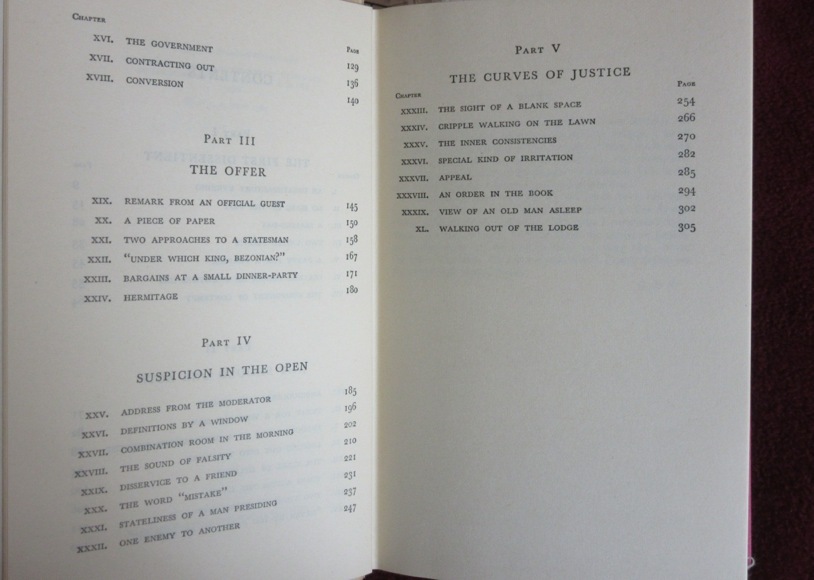 CHAPTER
PAGE
XVI. THE GOVERNMENT 129
XVII. CONTRACTING OUT 136
XVIII. CONVERSION 140
PART III
THE OFFER
XIX. REMARK FROM AN OFFICIAL GUEST 145
XX. A PIECE OF PAPER 150
XXI. TWO APPROACHES TO A STATESMAN 158
XXII. "UNDER WHICH KING, BEZONIAN?" 167
XXIII. BARGAINS AT A SMALL DINNER-PARTY 171
XXIV. HERMITAGE 180
PART IV
SUSPICION IN THE OPEN
XXV. ADDRESS FROM THE MODERATOR 185
XXVI. DEFINITIONS BY A WINDOW 196
XXVII. COMBINATION ROOM IN THE MORNING 202
XXVIII. THE SOUND OF FALSITY 210
XXIX. DISSERVICE TO A FRIEND 221
XXX. THE WORD "MISTAKE" 231
XXXI. STATELINESS OF A MAN PRESIDING 237
XXXII. ONE ENEMY TO ANOTHER 247
PART V
THE CURVES OF JUSTICE
CHAPTER PAGE
XXXIII. THE SIGHT OF A BLANK SPACE 254
XXXIV. CRIPPLE WALKING ON THE LAWN 266
XXXV. THE INNER CONSISTENCIES 270
XXXVI. SPECIAL KIND OF IRRITATION 282
XXXVII. APPEAL 285
XXXVIII. AN ORDER IN THE BOOK 294
XXXIX. VIEW OF AN OLD MAN ASLEEP 302
XL. WALKING OUT OF THE LODGE 305